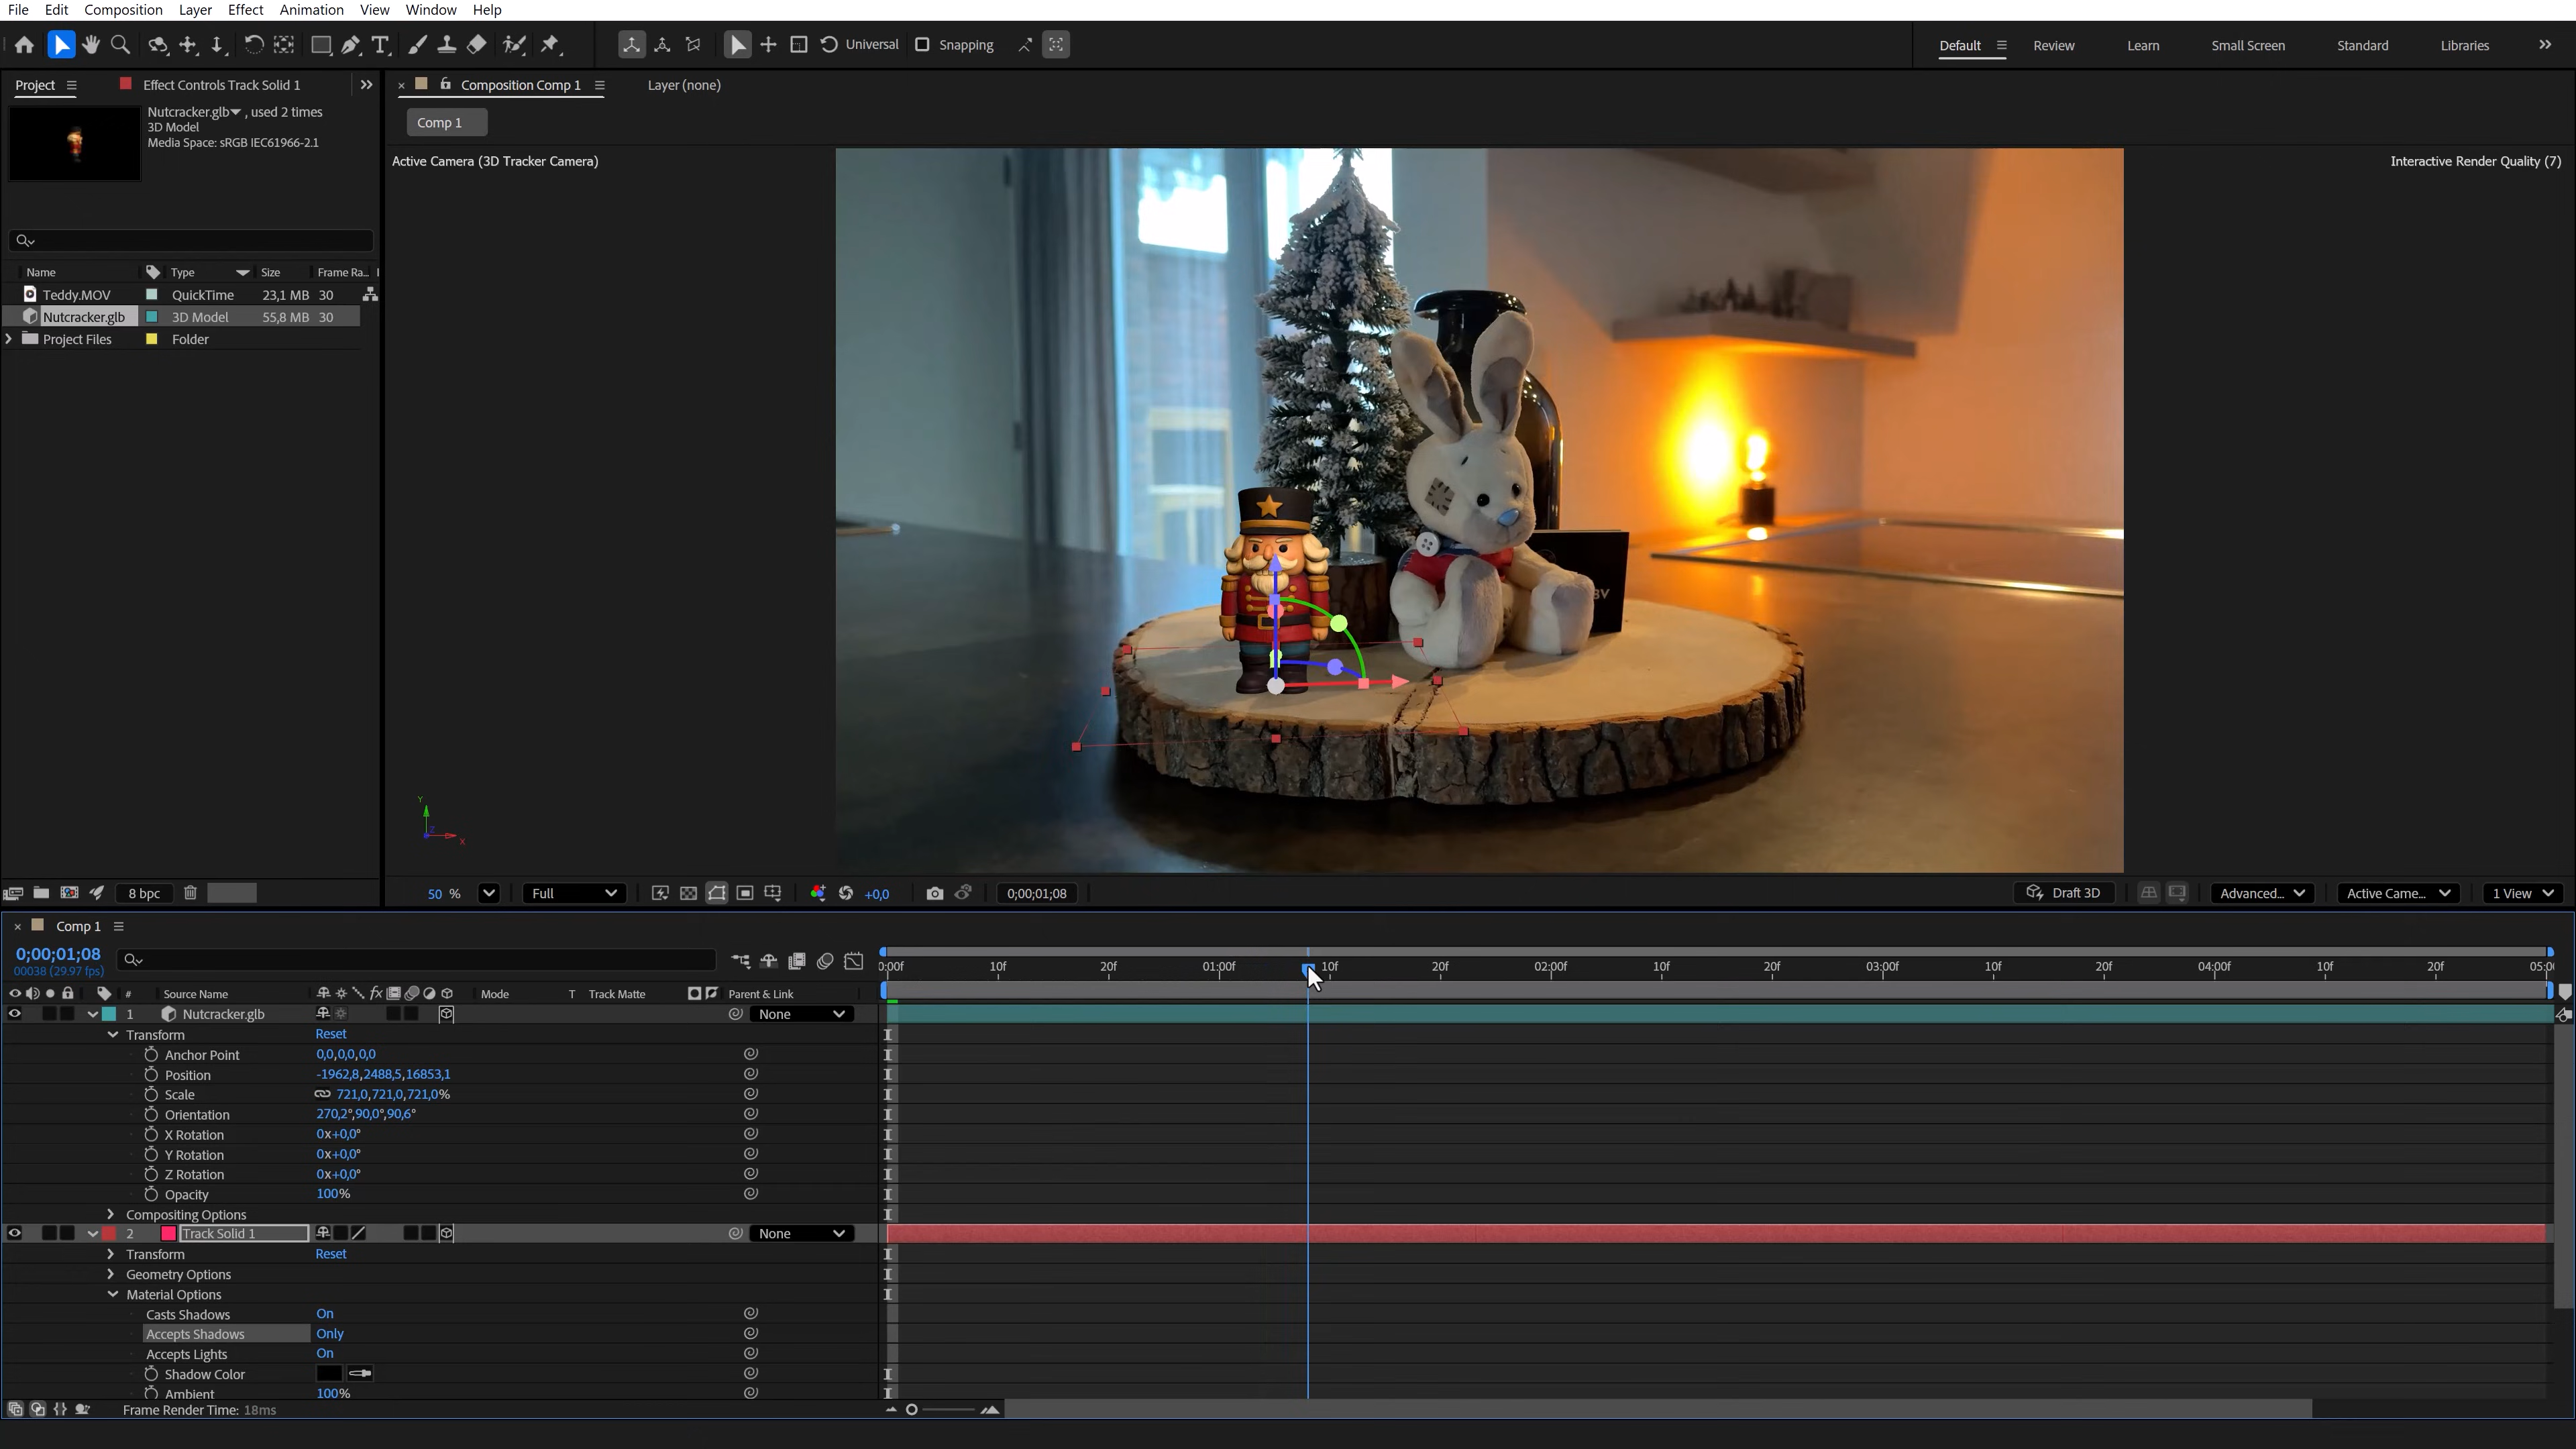 File Edit Composition Layer Effect Animation View Window Help
Universal Snapping Default Review Learn Small Screen Standard Libraries
Project Effect Controls Track Solid 1 Composition Comp 1 Layer (none)
Nutcracker.glb , used 2 times
3D Model
Media Space: sRGB IEC61966-2.1
Comp 1
Active Camera (3D Tracker Camera) Interactive Render Quality (7)
Name Type Size Frame Ra...
Teddy.MOV QuickTime 23,1 MB 30
Nutcracker.glb 3D Model 55,8 MB 30
Project Files Folder
Y
Z
X
8 bpc 50 % Full +0,0 0;00;01;08 Draft 3D Advanced... Active Came... 1 View
Comp 1
0;00;01;08
00038 (29.97 fps)
0:00f 10f 20f 01:00f 10f 20f 02:00f 10f 20f 03:00f 10f 20f 04:00f 10f 20f 05:0
# Source Name fx Mode T Track Matte Parent & Link
1 Nutcracker.glb None
Transform Reset
Anchor Point 0,0,0,0,0,0
Position -1962,8,2488,5,16853,1
Scale 721,0,721,0,721,0%
Orientation 270,2°,90,0°,90,6°
X Rotation 0x+0,0°
Y Rotation 0x+0,0°
Z Rotation 0x+0,0°
Opacity 100%
Compositing Options
2 Track Solid 1 None
Transform Reset
Geometry Options
Material Options
Casts Shadows On
Accepts Shadows Only
Accepts Lights On
Shadow Color
Ambient 100%
Frame Render Time: 18ms